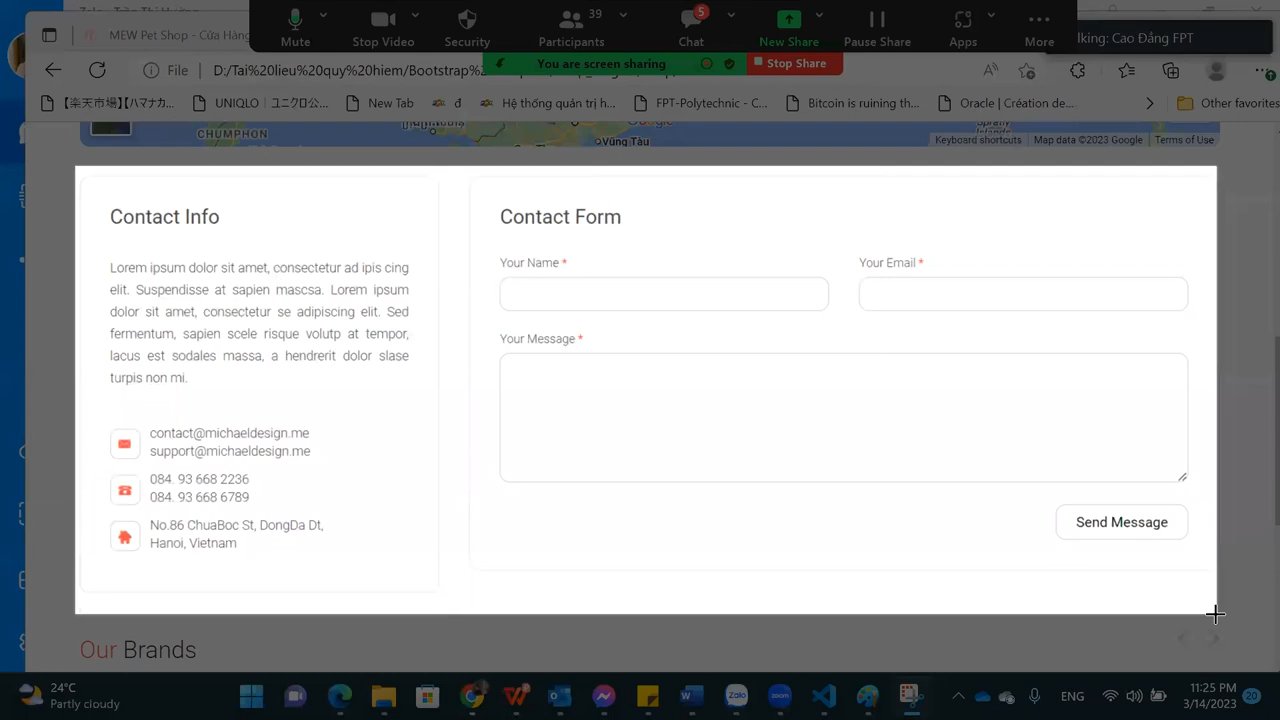 Zalo - Trần Thị Hường
39
5
Mute
Stop Video
Security
Participants
Chat
New Share
Pause Share
Apps
More
MEW Pet Shop - Cửa Hàng
lking: Cao Đẳng FPT
You are screen sharing
Stop Share
File
D:/Tai%20lieu%20quy%20hiem/Bootstrap%
【楽天市場】【ハマナカ...
UNIQLO｜ユニクロ公...
New Tab
đ
Hệ thống quản trị h...
FPT-Polytechnic - C...
Bitcoin is ruining th...
Oracle | Création de...
Other favorites
CHUMPHON
Vũng Tàu
Google
Keyboard shortcuts
Map data ©2023 Google
Terms of Use
Contact Info
Lorem ipsum dolor sit amet, consectetur ad ipis cing
elit. Suspendisse at sapien mascsa. Lorem ipsum
dolor sit amet, consectetur se adipiscing elit. Sed
fermentum, sapien scele risque volutp at tempor,
lacus est sodales massa, a hendrerit dolor slase
turpis non mi.
contact@michaeldesign.me
support@michaeldesign.me
084. 93 668 2236
084. 93 668 6789
No.86 ChuaBoc St, DongDa Dt,
Hanoi, Vietnam
Contact Form
Your Name *
Your Email *
Your Message *
Send Message
Our Brands
24°C
Partly cloudy
Zalo
zoom
ENG
11:25 PM
3/14/2023
20